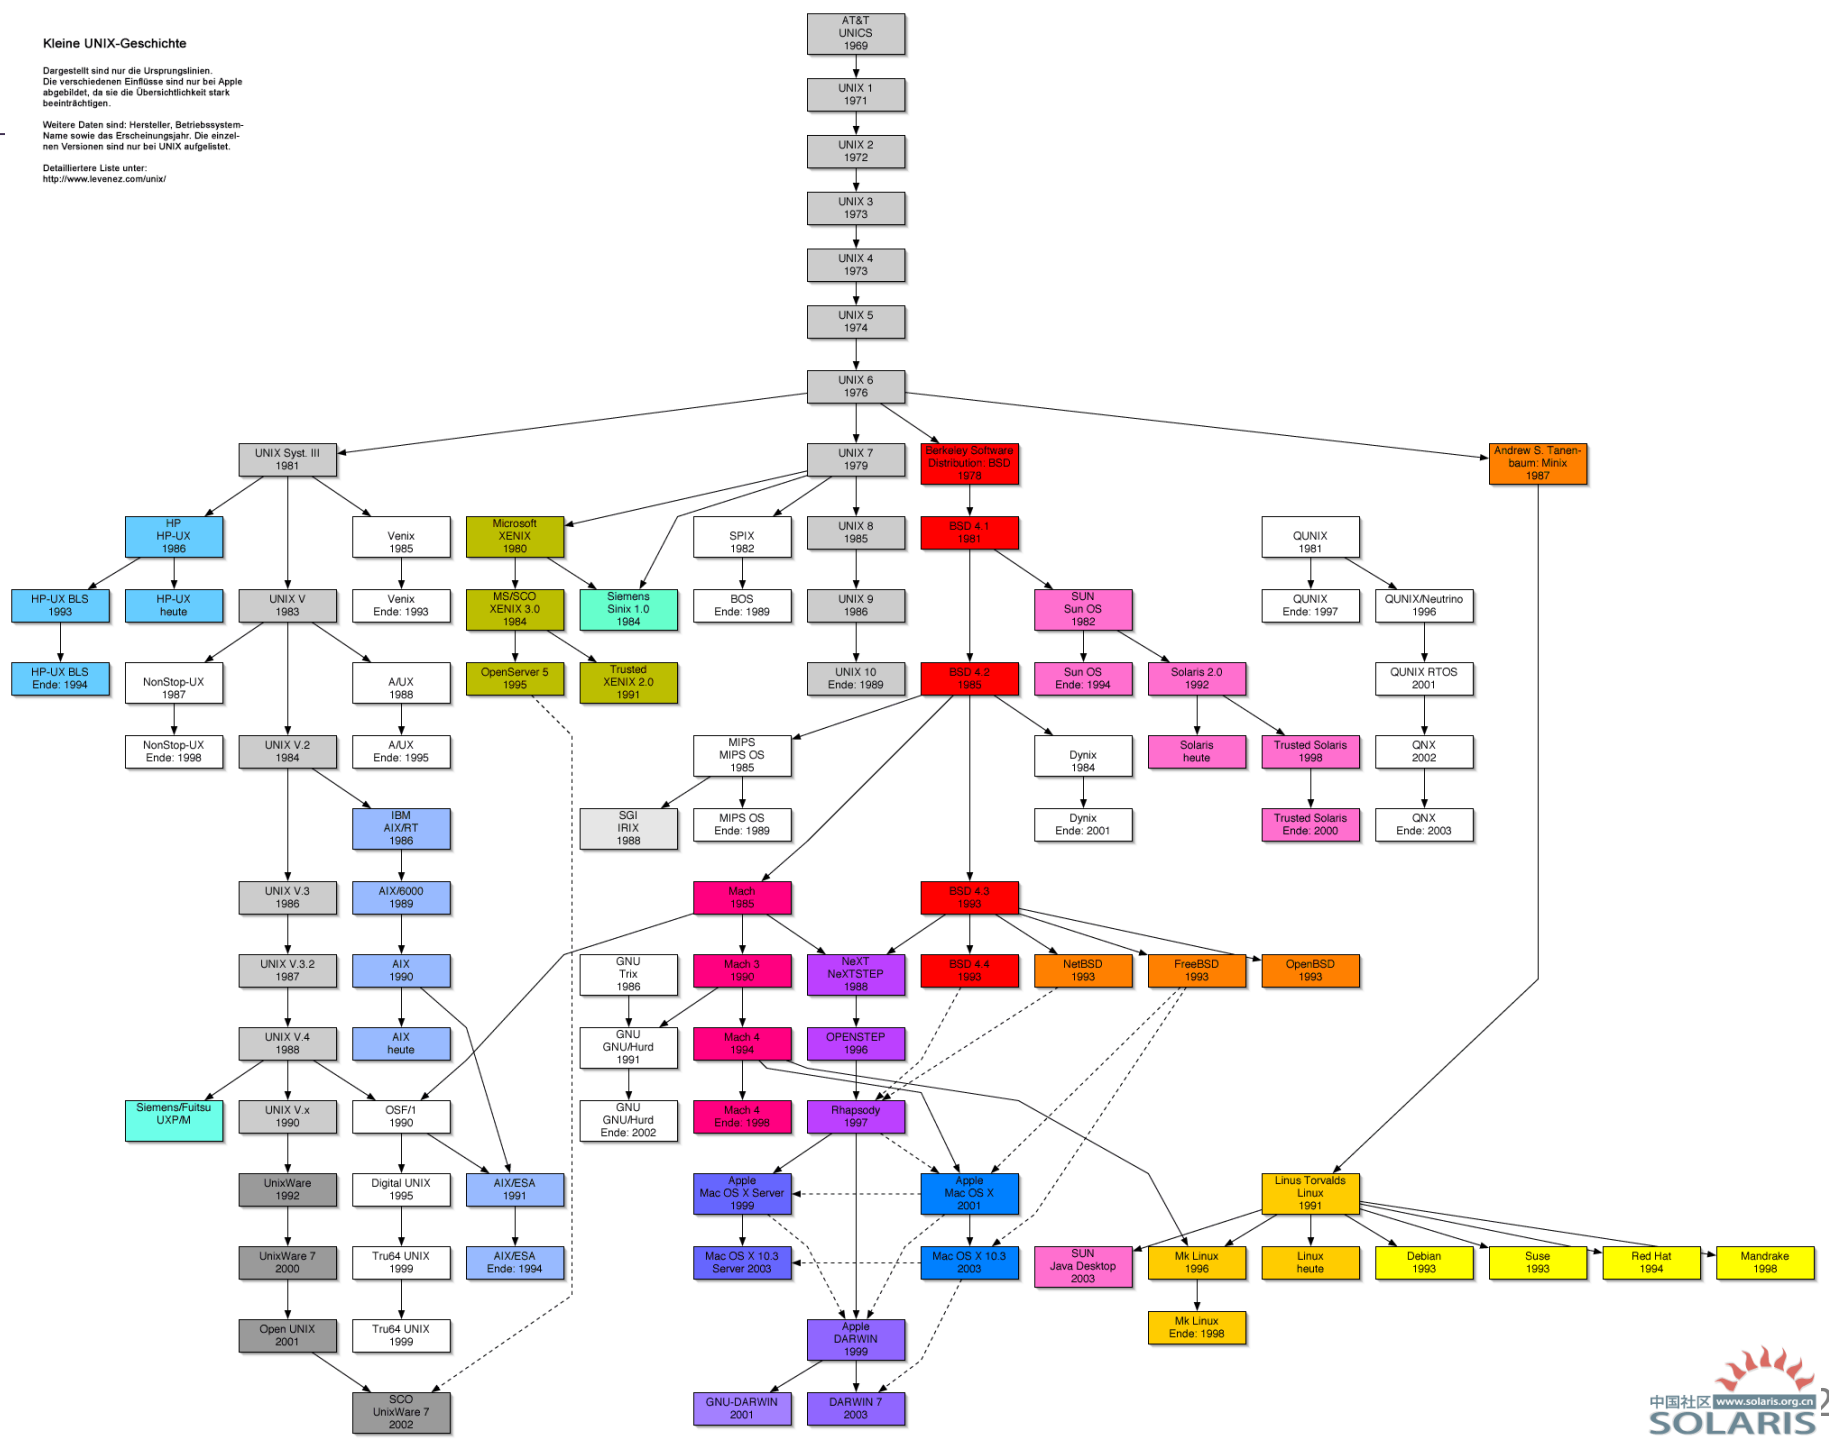 Kleine UNIX-Geschichte
Dargestellt sind nur die Ursprungslinien.
Die verschiedenen Einflüsse sind nur bei Apple
abgebildet, da sie die Übersichtlichkeit stark
beeinträchtigen.
Weitere Daten sind: Hersteller, Betriebssystem-
Name sowie das Erscheinungsjahr. Die einzel-
nen Versionen sind nur bei UNIX aufgelistet.
Detailliertere Liste unter:
http://www.levenez.com/unix/
AT&T
UNICS
1969
UNIX 1
1971
UNIX 2
1972
UNIX 3
1973
UNIX 4
1973
UNIX 5
1974
UNIX 6
1976
UNIX Syst. III
1981
UNIX 7
1979
Berkeley Software
Distribution: BSD
1978
Andrew S. Tanen-
baum: Minix
1987
HP
HP-UX
1986
Venix
1985
Microsoft
XENIX
1980
SPIX
1982
UNIX 8
1985
BSD 4.1
1981
QUNIX
1981
HP-UX BLS
1993
HP-UX
heute
UNIX V
1983
Venix
Ende: 1993
MS/SCO
XENIX 3.0
1984
Siemens
Sinix 1.0
1984
BOS
Ende: 1989
UNIX 9
1986
SUN
Sun OS
1982
QUNIX
Ende: 1997
QUNIX/Neutrino
1996
HP-UX BLS
Ende: 1994
NonStop-UX
1987
A/UX
1988
OpenServer 5
1995
Trusted
XENIX 2.0
1991
UNIX 10
Ende: 1989
BSD 4.2
1985
Sun OS
Ende: 1994
Solaris 2.0
1992
QUNIX RTOS
2001
NonStop-UX
Ende: 1998
UNIX V.2
1984
A/UX
Ende: 1995
MIPS
MIPS OS
1985
Dynix
1984
Solaris
heute
Trusted Solaris
1998
QNX
2002
IBM
AIX/RT
1986
SGI
IRIX
1988
MIPS OS
Ende: 1989
Dynix
Ende: 2001
Trusted Solaris
Ende: 2000
QNX
Ende: 2003
UNIX V.3
1986
AIX/6000
1989
Mach
1985
BSD 4.3
1993
UNIX V.3.2
1987
AIX
1990
GNU
Trix
1986
Mach 3
1990
NeXT
NeXTSTEP
1988
BSD 4.4
1993
NetBSD
1993
FreeBSD
1993
OpenBSD
1993
UNIX V.4
1988
AIX
heute
GNU
GNU/Hurd
1991
Mach 4
1994
OPENSTEP
1996
Siemens/Fuitsu
UXP/M
UNIX V.x
1990
OSF/1
1990
GNU
GNU/Hurd
Ende: 2002
Mach 4
Ende: 1998
Rhapsody
1997
UnixWare
1992
Digital UNIX
1995
AIX/ESA
1991
Apple
Mac OS X Server
1999
Apple
Mac OS X
2001
Linus Torvalds
Linux
1991
UnixWare 7
2000
Tru64 UNIX
1999
AIX/ESA
Ende: 1994
Mac OS X 10.3
Server 2003
Mac OS X 10.3
2003
SUN
Java Desktop
2003
Mk Linux
1996
Linux
heute
Debian
1993
Suse
1993
Red Hat
1994
Mandrake
1998
Open UNIX
2001
Tru64 UNIX
1999
Apple
DARWIN
1999
Mk Linux
Ende: 1998
SCO
UnixWare 7
2002
GNU-DARWIN
2001
DARWIN 7
2003
中国社区 www.solaris.org.cn
SOLARIS